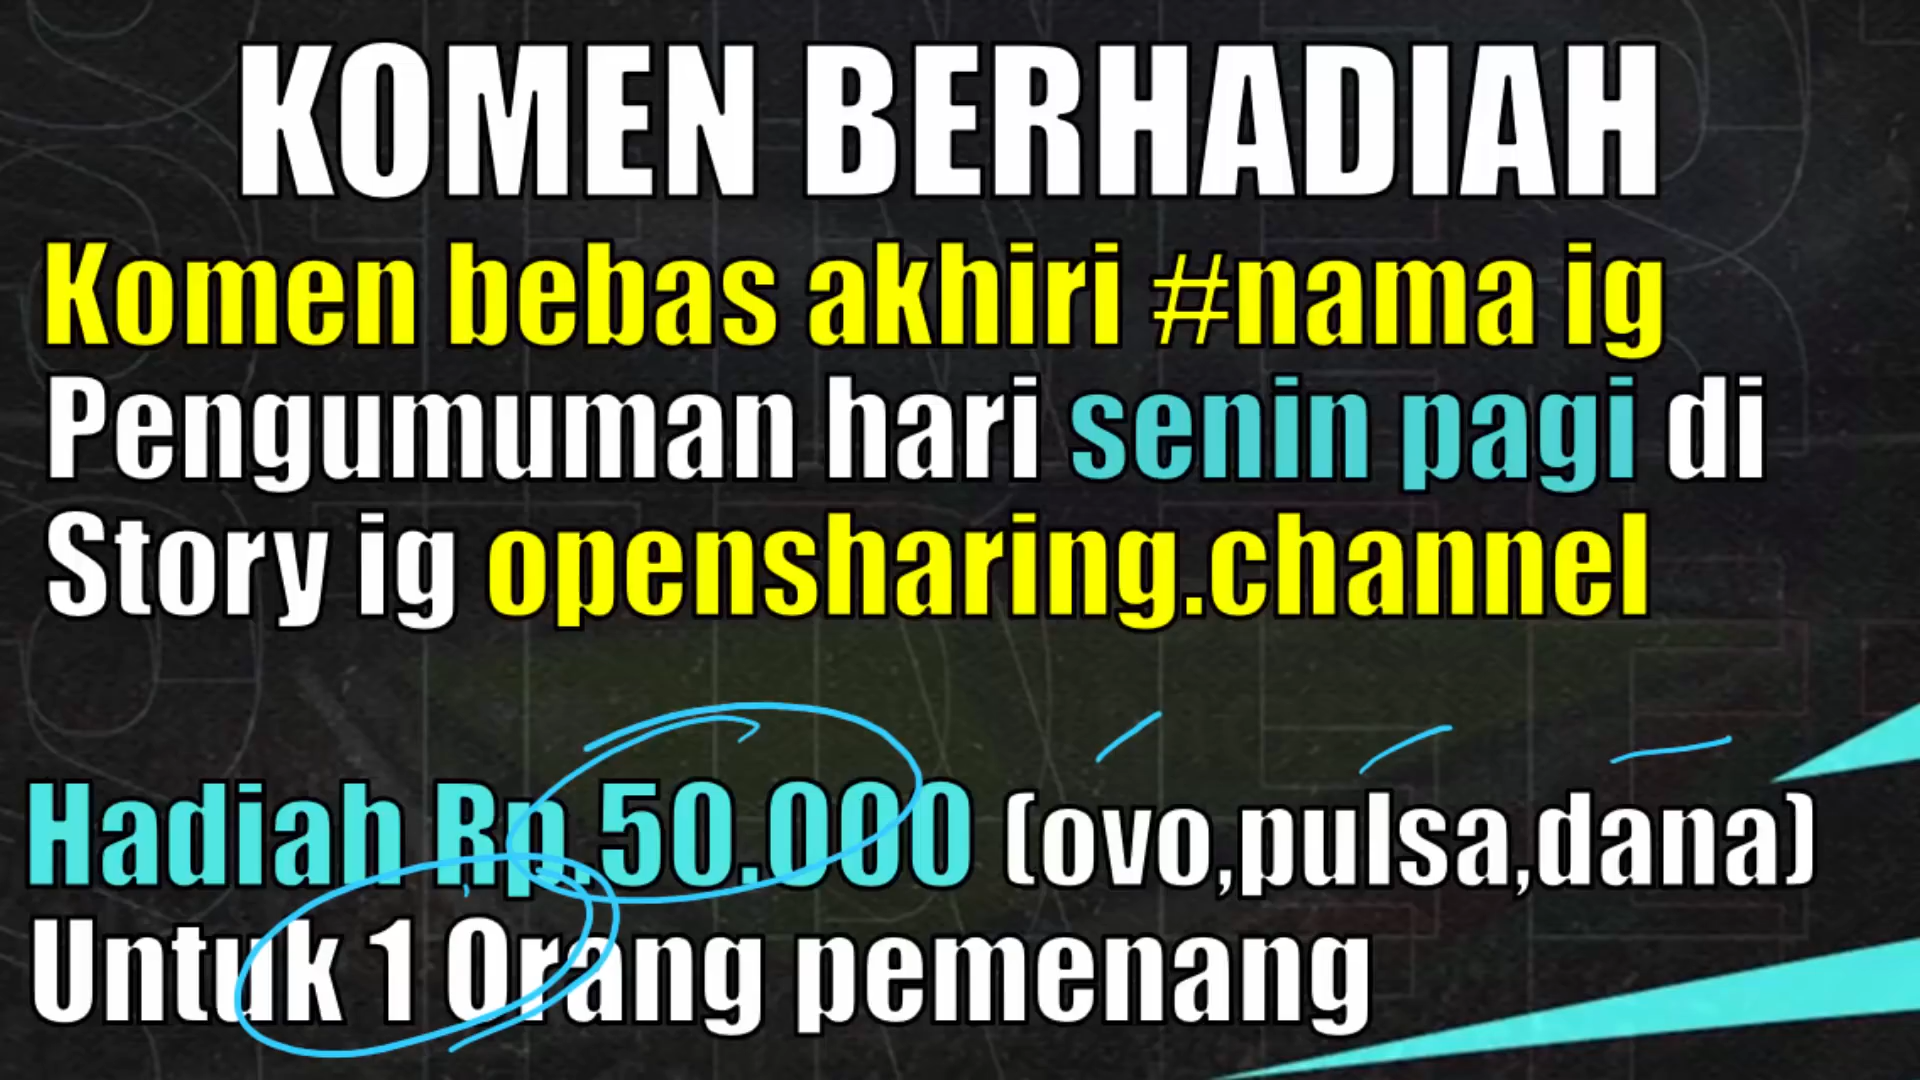 KOMEN BERHADIAH
Komen bebas akhiri #nama ig
Pengumuman hari senin pagi di
Story ig opensharing.channel
Hadiah Rp.50.000 (ovo,pulsa,dana)
Untuk 1 Orang pemenang